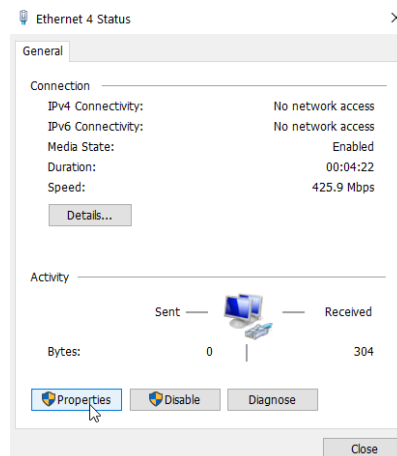 Ethernet 4 Status
General
Connection
IPv4 Connectivity: No network access
IPv6 Connectivity: No network access
Media State: Enabled
Duration: 00:04:22
Speed: 425.9 Mbps
Details...
Activity
Sent Received
Bytes: 0 304
Properties Disable Diagnose
Close